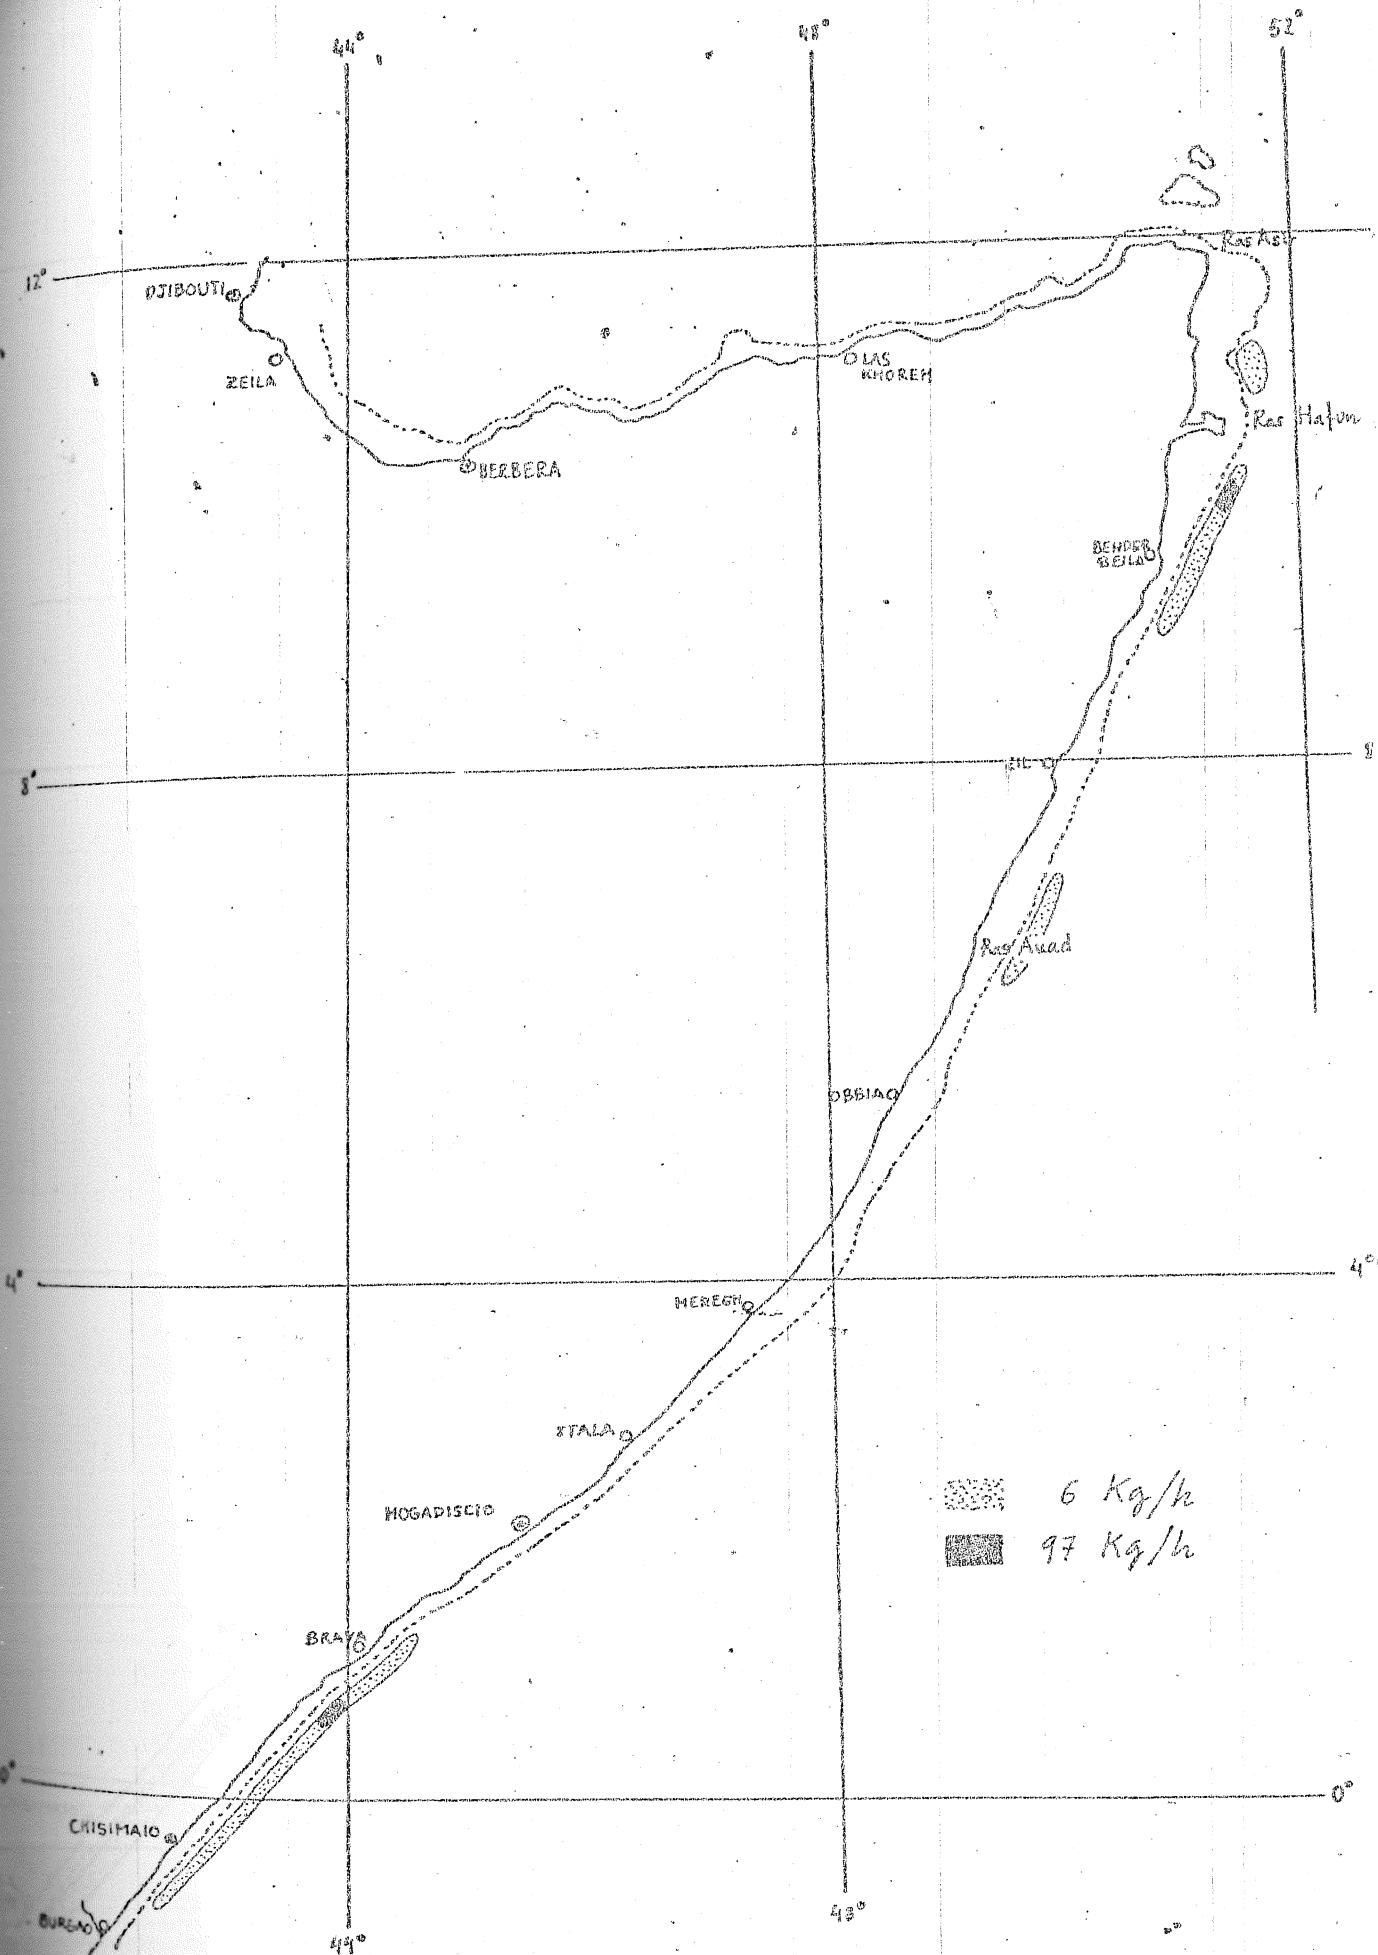 44°
48°
52°
12°
Ras Asir
DJIBOUTI
ZEILA
LAS
KHOREH
Ras Hafun
BERBERA
BENDER
BEILA
8°
EIL
8
Ras Auad
OBBIA
4°
4°
MEREGH
ITALA
6 Kg/h
MOGADISCIO
97 Kg/h
BRAVA
0°
0°
CHISIMAIO
BURGAO
44°
48°